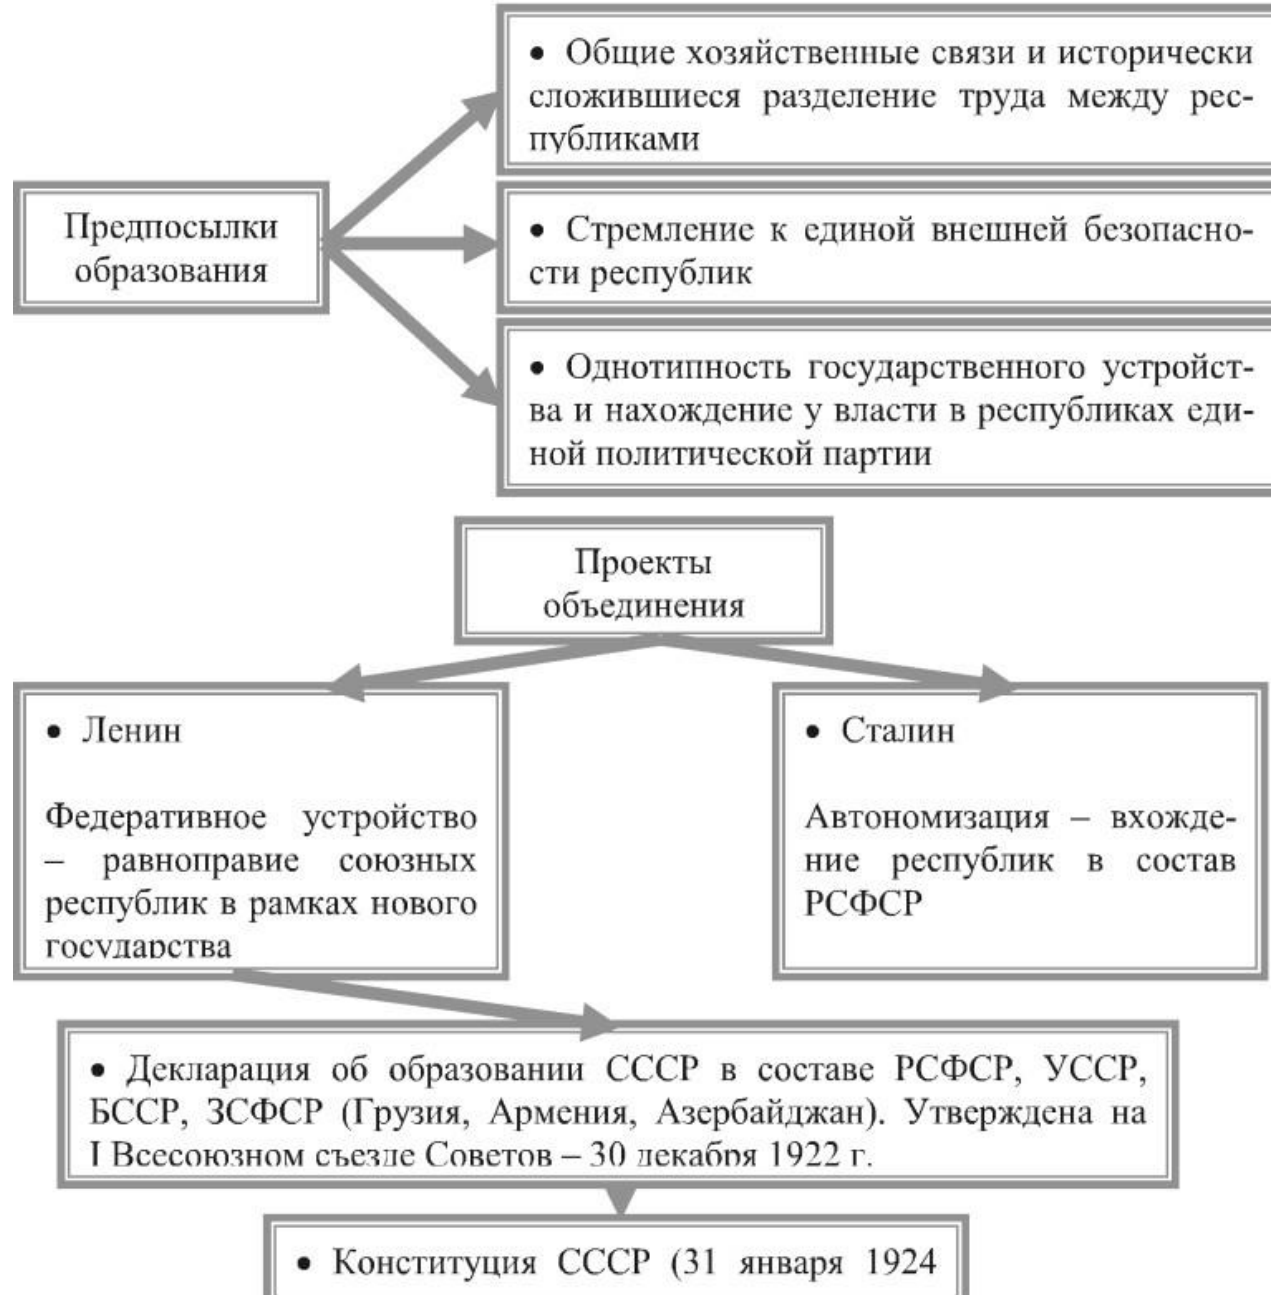 • Общие хозяйственные связи и исторически
сложившиеся разделение труда между рес-
публиками
Предпосылки
образования
• Стремление к единой внешней безопасно-
сти республик
• Однотипность государственного устройст-
ва и нахождение у власти в республиках еди-
ной политической партии
Проекты
объединения
• Ленин
Федеративное устройство
– равноправие союзных
республик в рамках нового
государства
• Сталин
Автономизация – вхожде-
ние республик в состав
РСФСР
• Декларация об образовании СССР в составе РСФСР, УССР,
БССР, ЗСФСР (Грузия, Армения, Азербайджан). Утверждена на
I Всесоюзном съезде Советов – 30 декабря 1922 г.
• Конституция СССР (31 января 1924